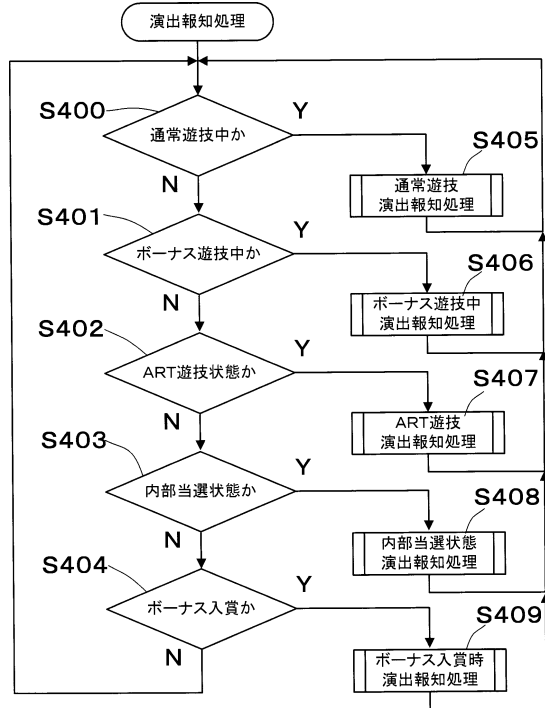 演出報知処理
S400
通常遊技中か
Y
N
S405
通常遊技
演出報知処理
S401
ボーナス遊技中か
Y
N
S406
ボーナス遊技中
演出報知処理
S402
ART遊技状態か
Y
N
S407
ART遊技
演出報知処理
S403
内部当選状態か
Y
N
S408
内部当選状態
演出報知処理
S404
ボーナス入賞か
Y
N
S409
ボーナス入賞時
演出報知処理